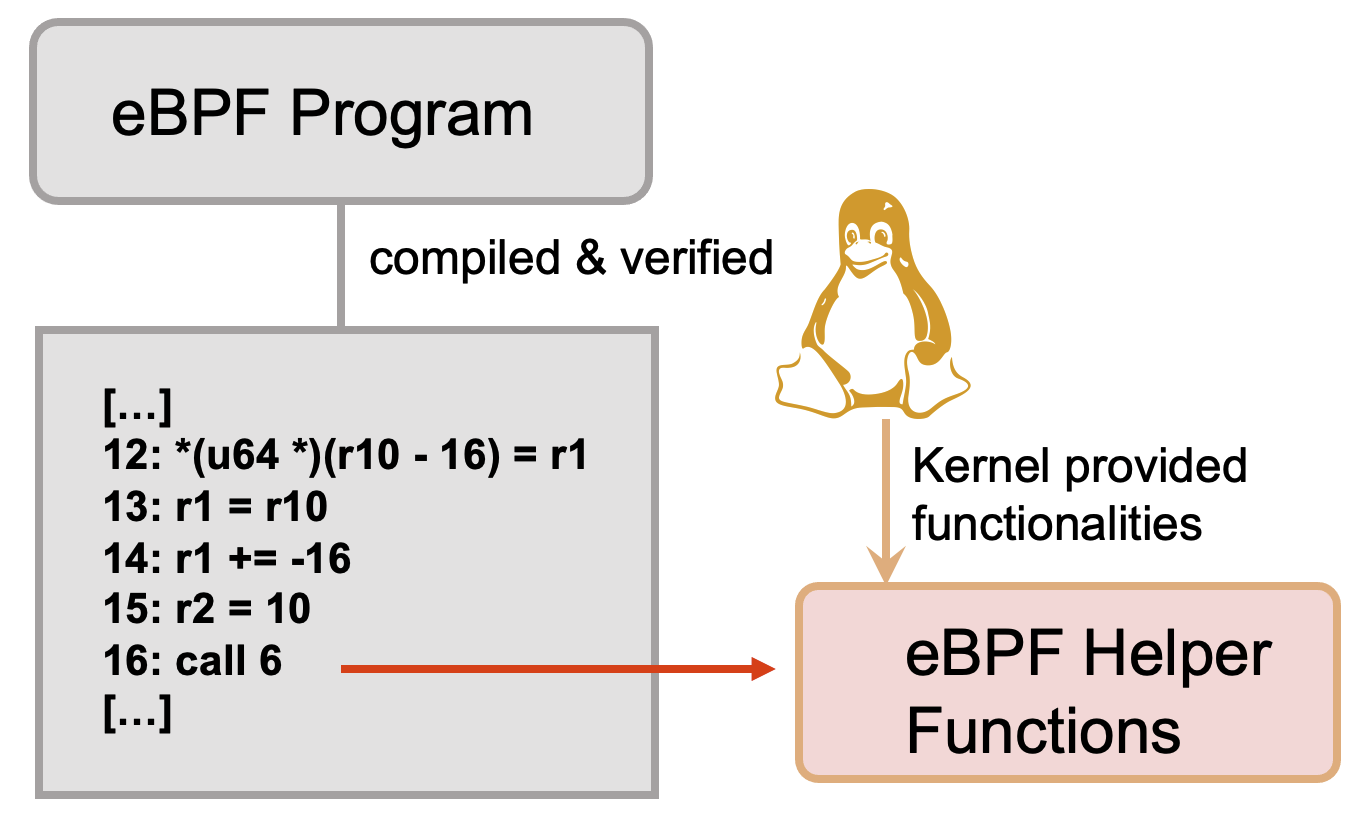 eBPF Program
compiled & verified
[...]
12: *(u64 *)(r10 - 16) = r1
13: r1 = r10
14: r1 += -16
15: r2 = 10
16: call 6
[...]
Kernel provided
functionalities
eBPF Helper
Functions